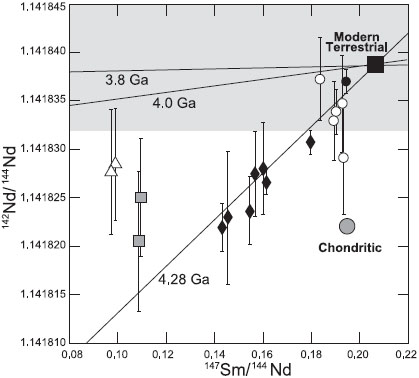 1,141845
1,141840
1,141835
1,141830
1,141825
1,141820
1,141815
1,141810
142Nd/144Nd
Modern
Terrestrial
3.8 Ga
4.0 Ga
4,28 Ga
Chondritic
0,08 0,10 0,12 0,14 0,16 0,18 0,20 0,22
147Sm/144Nd